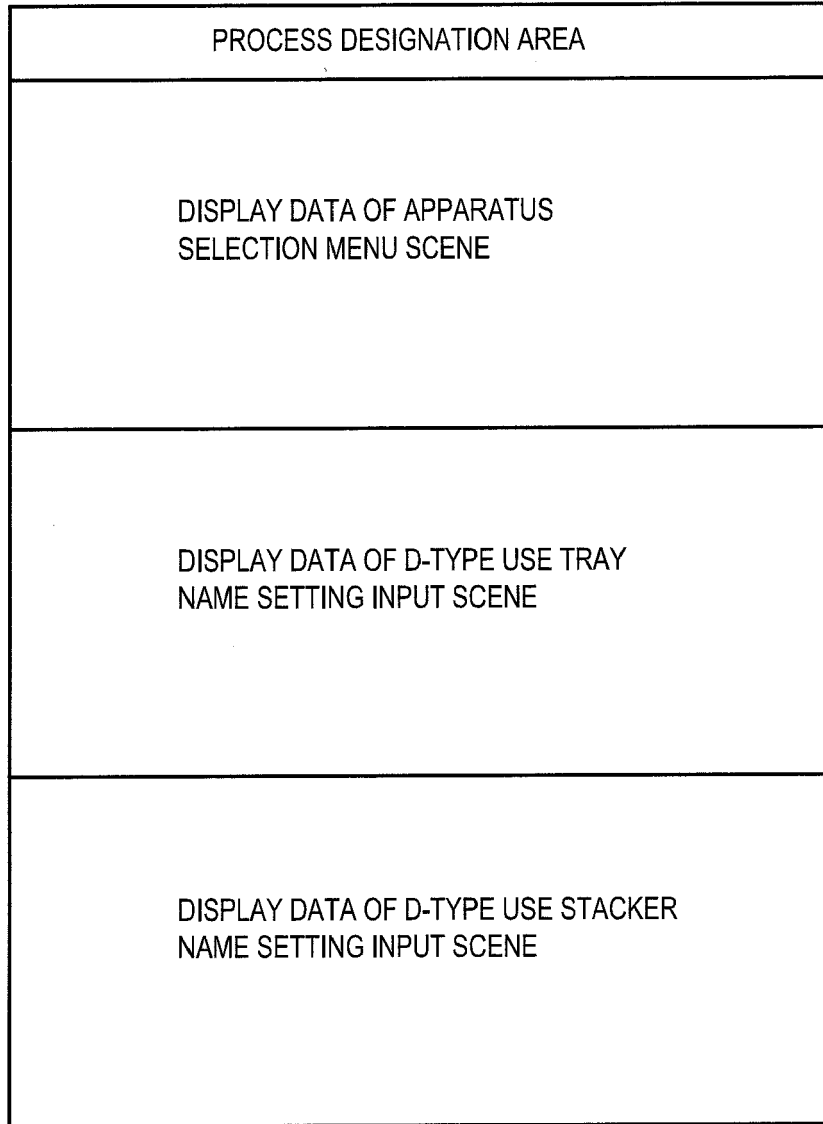 PROCESS DESIGNATION AREA
DISPLAY DATA OF APPARATUS
SELECTION MENU SCENE
DISPLAY DATA OF D-TYPE USE TRAY
NAME SETTING INPUT SCENE
DISPLAY DATA OF D-TYPE USE STACKER
NAME SETTING INPUT SCENE